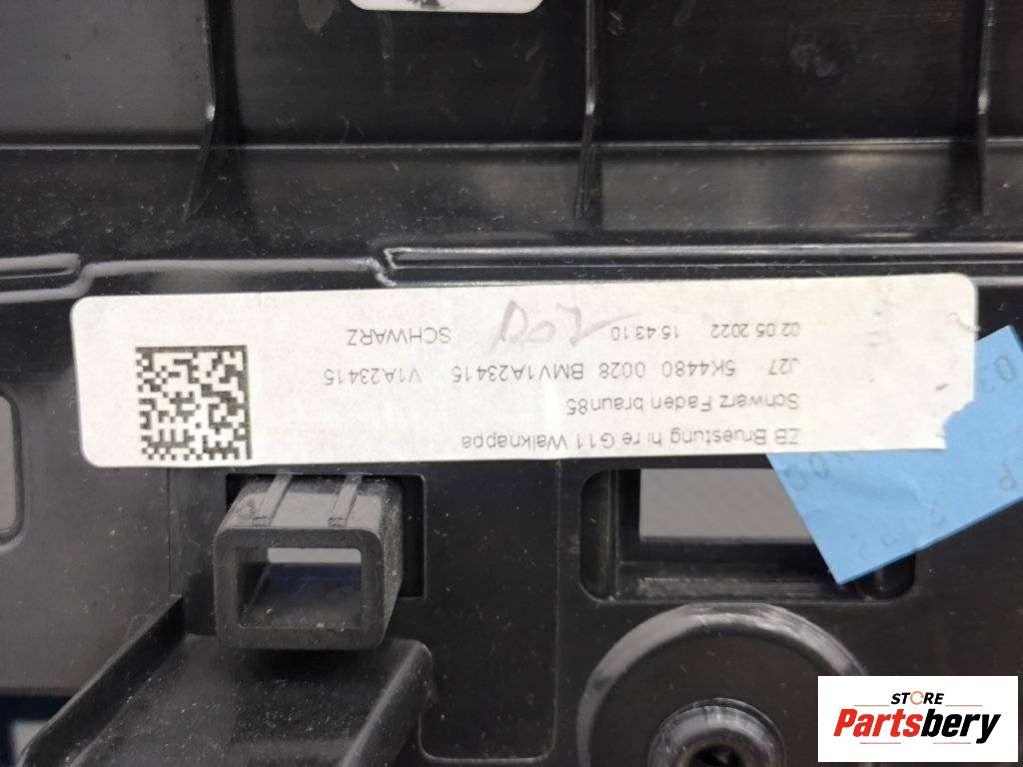 ZB Bruestung hi re G11 Walknappa
Schwarz Faden braun85
J27 5K4480 0028 BMV1A23415 V1A23415
02.05.2022 15:43:10 SCHWARZ
STORE
Partsbery